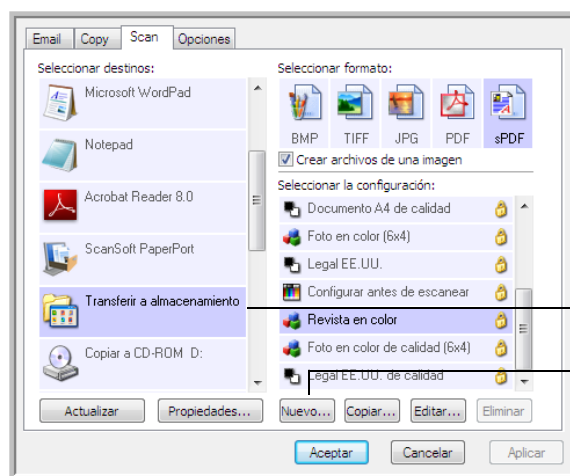 Email Copy Scan Opciones
Seleccionar destinos:
Microsoft WordPad
Notepad
Acrobat Reader 8.0
ScanSoft PaperPort
Transferir a almacenamiento
Copiar a CD-ROM D:
Actualizar Propiedades...
Seleccionar formato:
BMP TIFF JPG PDF sPDF
Crear archivos de una imagen
Seleccionar la configuración:
Documento A4 de calidad
Foto en color (6x4)
Legal EE.UU.
Configurar antes de escanear
Revista en color
Foto en color de calidad (6x4)
Legal EE.UU. de calidad
Nuevo... Copiar... Editar... Eliminar
Aceptar Cancelar Aplicar